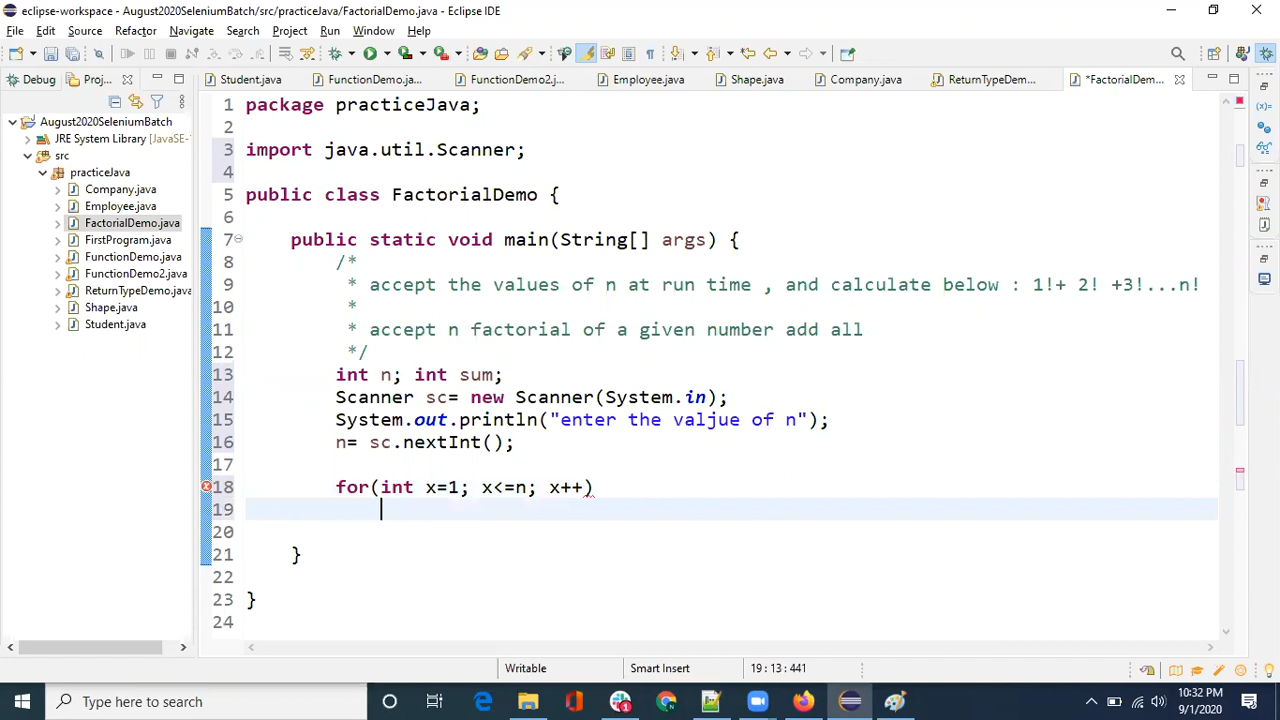 eclipse-workspace - August2020SeleniumBatch/src/practiceJava/FactorialDemo.java - Eclipse IDE
File Edit Source Refactor Navigate Search Project Run Window Help
Debug Proj... Student.java FunctionDemo.ja... FunctionDemo2.j... Employee.java Shape.java Company.java ReturnTypeDem... *FactorialDem...
August2020SeleniumBatch
JRE System Library [JavaSE-
src
practiceJava
Company.java
Employee.java
FactorialDemo.java
FirstProgram.java
FunctionDemo.java
FunctionDemo2.java
ReturnTypeDemo.java
Shape.java
Student.java
1 package practiceJava;
2
3 import java.util.Scanner;
4
5 public class FactorialDemo {
6
7 public static void main(String[] args) {
8 /*
9 * accept the values of n at run time , and calculate below : 1!+ 2! +3!...n!
10 *
11 * accept n factorial of a given number add all
12 */
13 int n; int sum;
14 Scanner sc= new Scanner(System.in);
15 System.out.println("enter the valjue of n");
16 n= sc.nextInt();
17
18 for(int x=1; x<=n; x++)
19
20
21 }
22
23 }
24
Writable Smart Insert 19 : 13 : 441
Type here to search
10:32 PM
9/1/2020